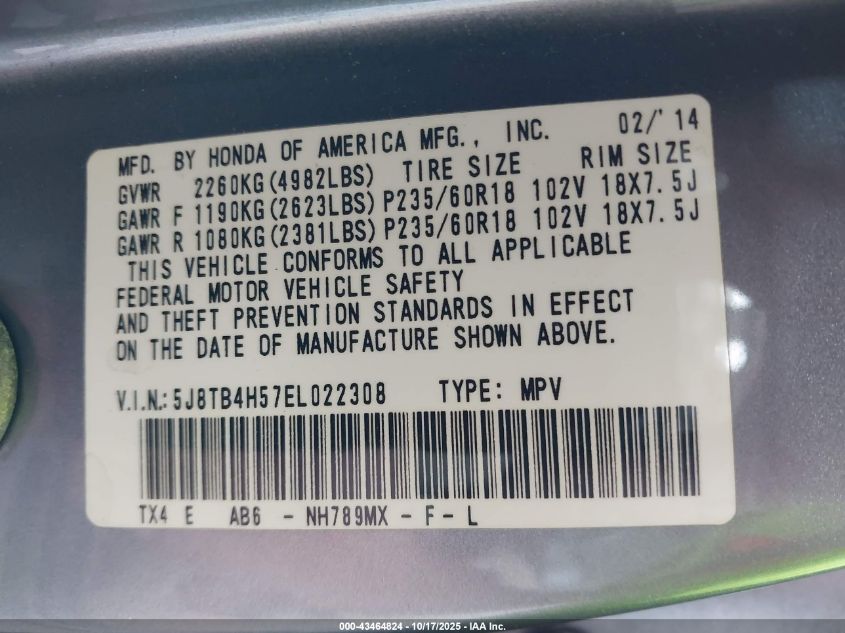 MFD. BY HONDA OF AMERICA MFG., INC. 02/'14
GVWR 2260KG(4982LBS) TIRE SIZE RIM SIZE
GAWR F 1190KG(2623LBS) P235/60R18 102V 18X7.5J
GAWR R 1080KG(2381LBS) P235/60R18 102V 18X7.5J
THIS VEHICLE CONFORMS TO ALL APPLICABLE
FEDERAL MOTOR VEHICLE SAFETY
AND THEFT PREVENTION STANDARDS IN EFFECT
ON THE DATE OF MANUFACTURE SHOWN ABOVE.
V.I.N.: 5J8TB4H57EL022308 TYPE: MPV
TX4 E AB6 - NH789MX - F - L
000-43464824 - 10/17/2025 - IAA Inc.